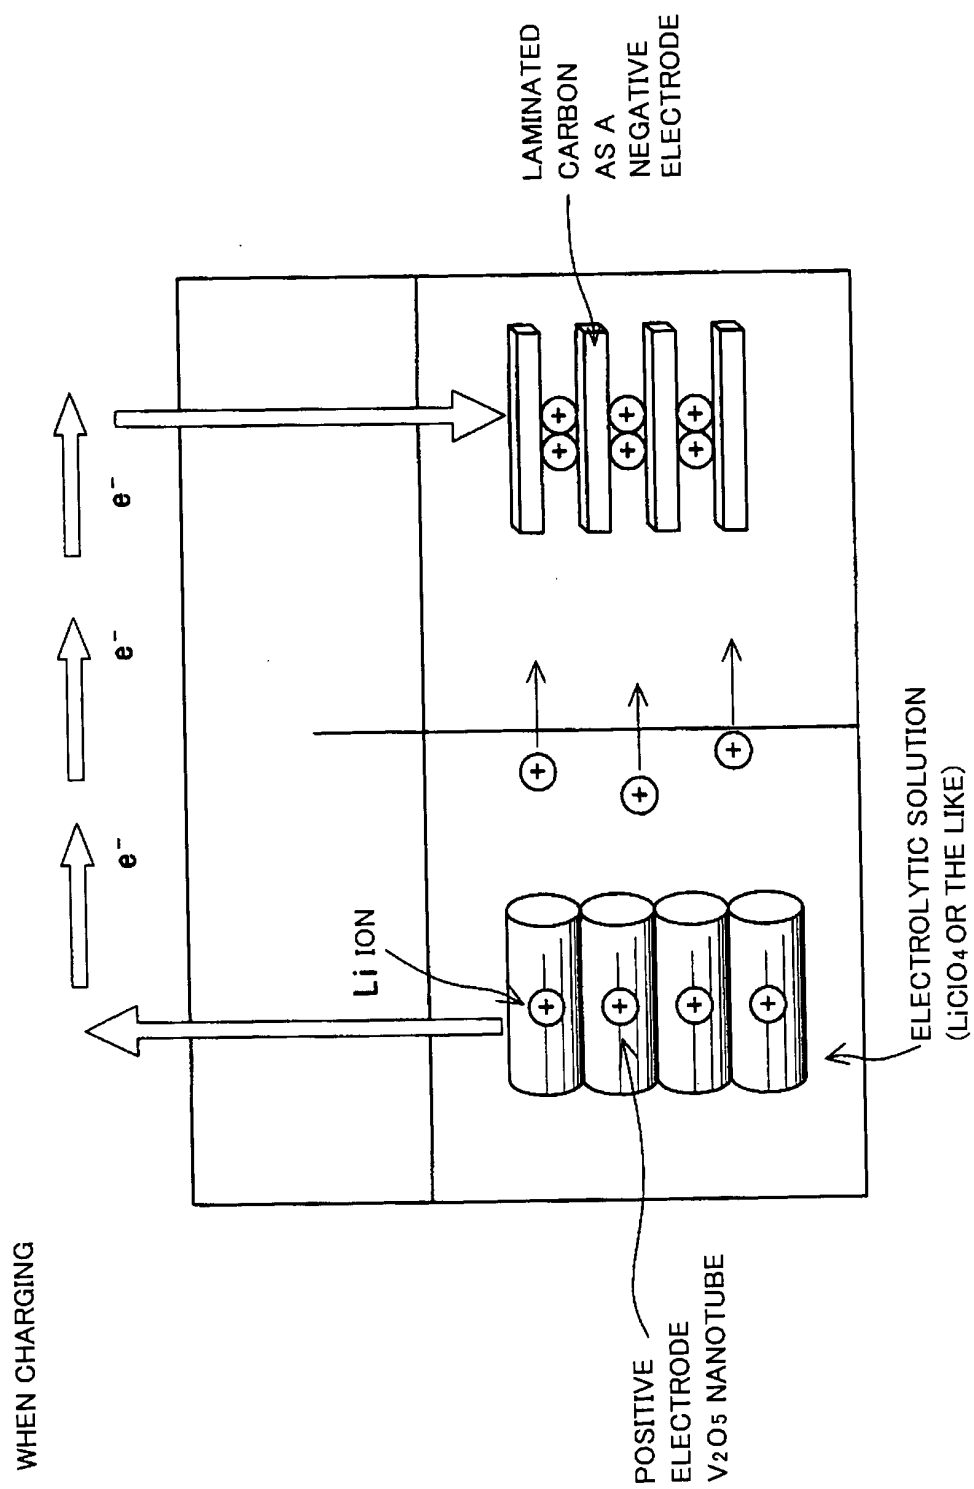 WHEN CHARGING
e⁻
e⁻
e⁻
Li ION
LAMINATED
CARBON
AS A
NEGATIVE
ELECTRODE
POSITIVE
ELECTRODE
V₂O₅ NANOTUBE
ELECTROLYTIC SOLUTION
(LiClO₄ OR THE LIKE)
+
+
+
+
+
+
+
+
+
+
+
+
+